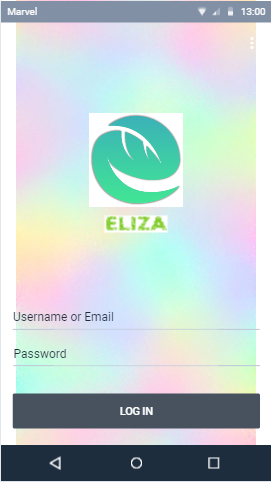 Marvel 13:00
ELIZA
Username or Email
Password
LOG IN